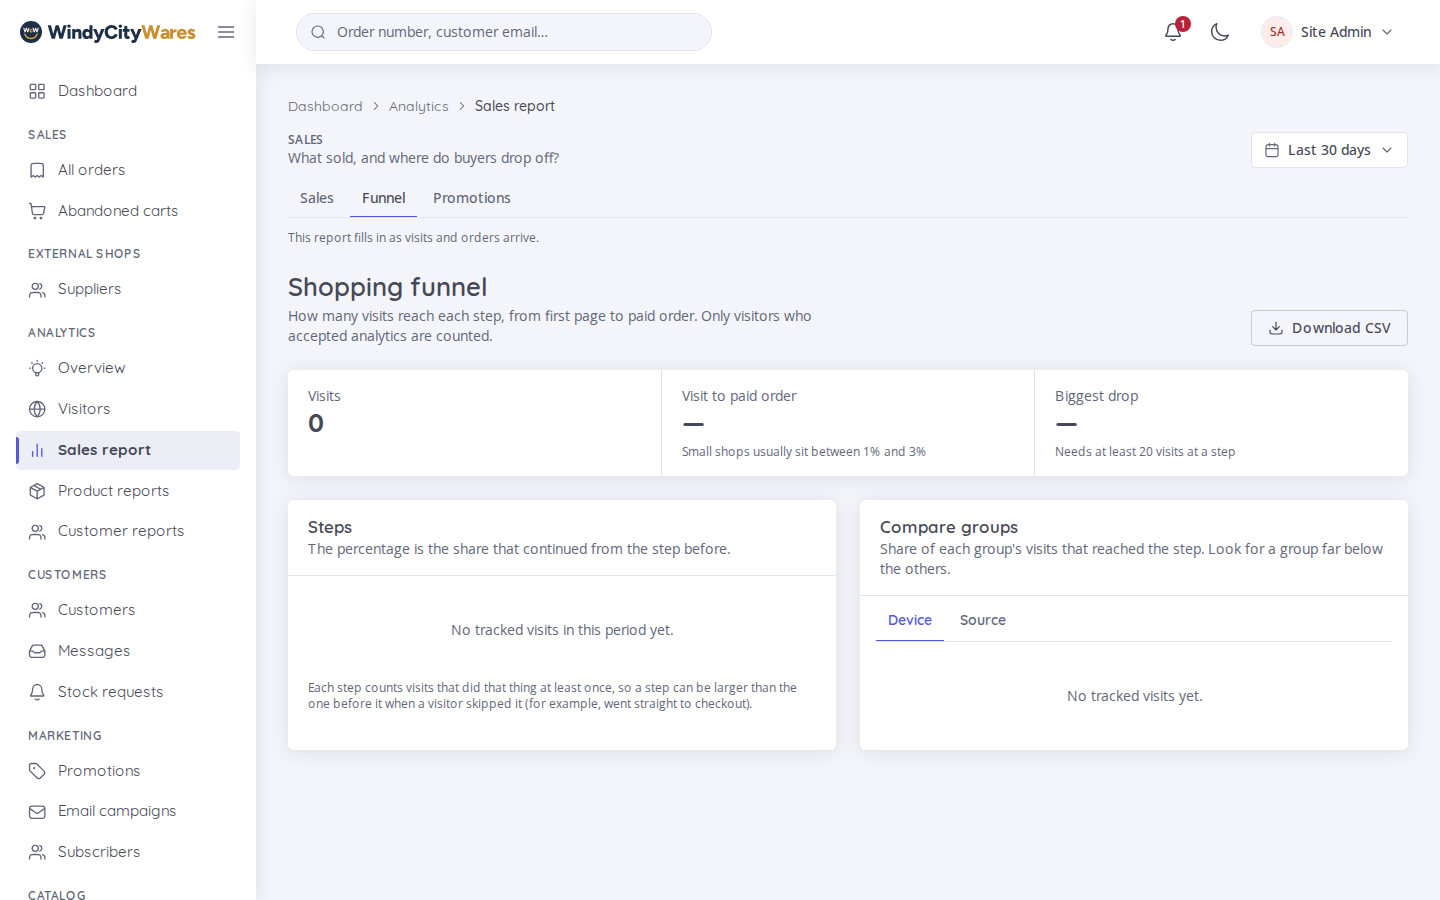 WindyCityWares
Order number, customer email...
1
SA
Site Admin
Dashboard
SALES
All orders
Abandoned carts
EXTERNAL SHOPS
Suppliers
ANALYTICS
Overview
Visitors
Sales report
Product reports
Customer reports
CUSTOMERS
Customers
Messages
Stock requests
MARKETING
Promotions
Email campaigns
Subscribers
CATALOG
Dashboard > Analytics > Sales report
SALES
What sold, and where do buyers drop off?
Last 30 days
Sales Funnel Promotions
This report fills in as visits and orders arrive.
Shopping funnel
How many visits reach each step, from first page to paid order. Only visitors who
accepted analytics are counted.
Download CSV
Visits
0
Visit to paid order
—
Small shops usually sit between 1% and 3%
Biggest drop
—
Needs at least 20 visits at a step
Steps
The percentage is the share that continued from the step before.
No tracked visits in this period yet.
Each step counts visits that did that thing at least once, so a step can be larger than the
one before it when a visitor skipped it (for example, went straight to checkout).
Compare groups
Share of each group's visits that reached the step. Look for a group far below
the others.
Device Source
No tracked visits yet.